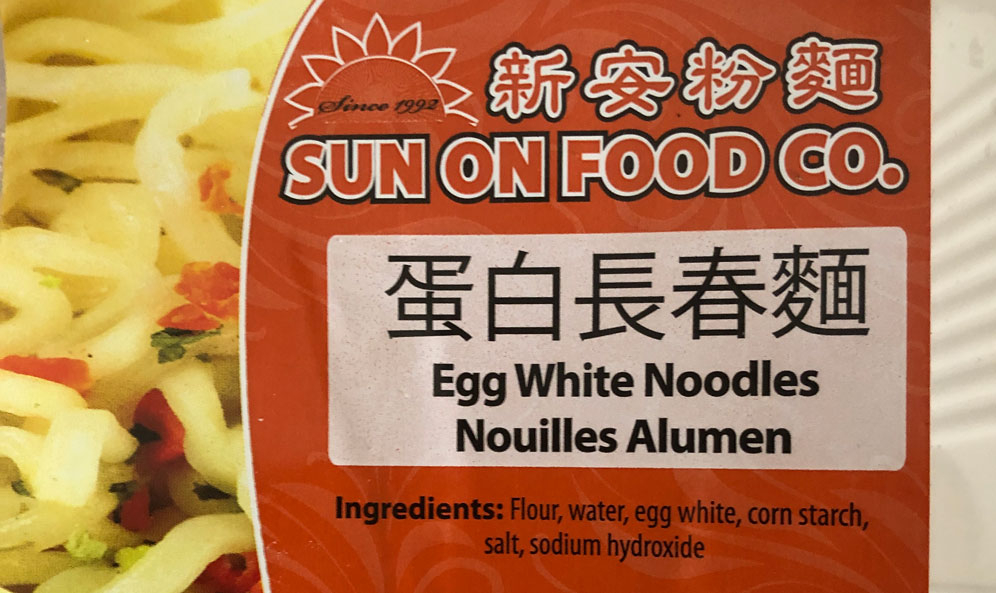 Since 1992
新安粉麵
SUN ON FOOD CO.
蛋白長春麵
Egg White Noodles
Nouilles Alumen
Ingredients: Flour, water, egg white, corn starch,
salt, sodium hydroxide